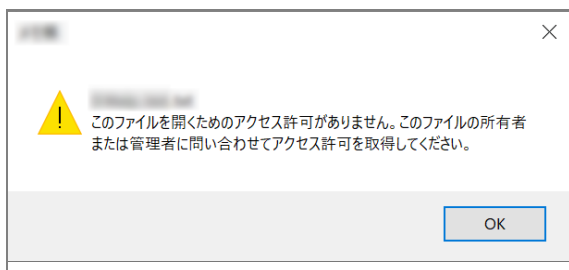 このファイルを開くためのアクセス許可がありません。このファイルの所有者
または管理者に問い合わせてアクセス許可を取得してください。
OK